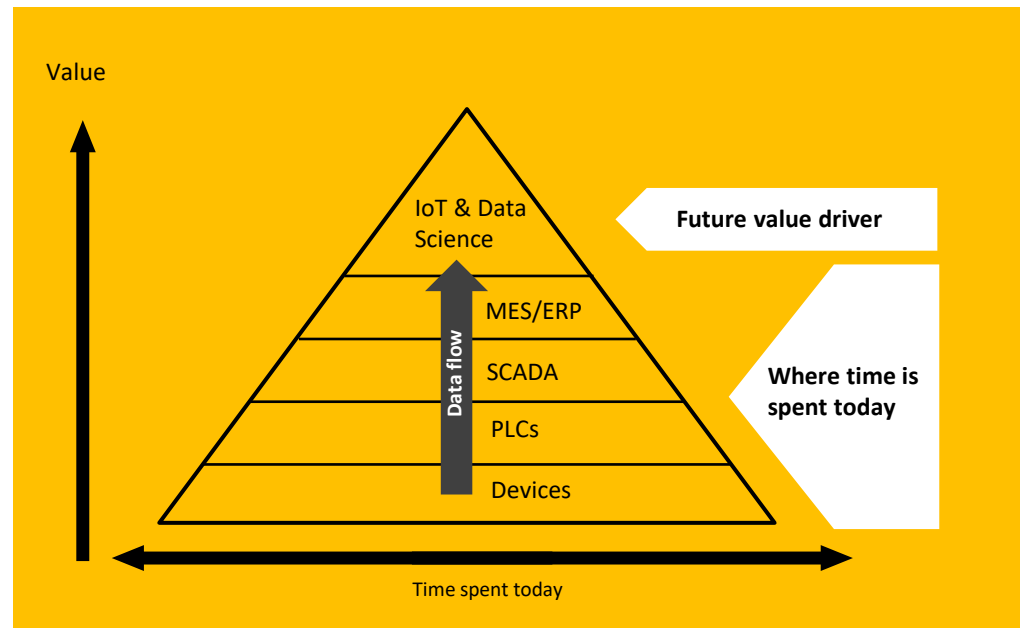 Value
IoT & Data
Science
Future value driver
MES/ERP
Data flow
SCADA
Where time is
spent today
PLCs
Devices
Time spent today